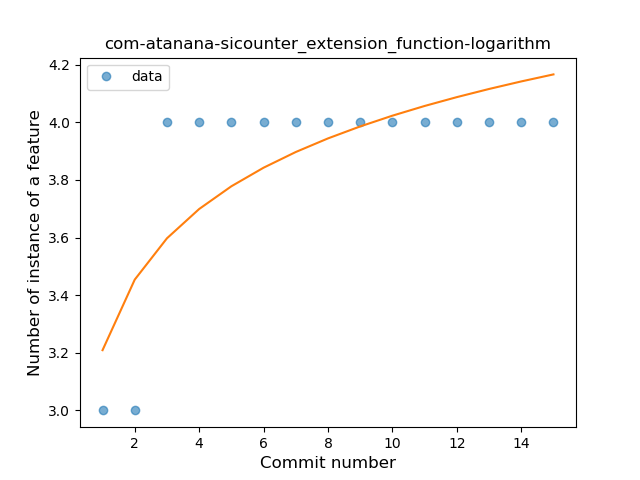 com-atanana-sicounter_extension_function-logarithm
data
Number of instance of a feature
4.2
4.0
3.8
3.6
3.4
3.2
3.0
2 4 6 8 10 12 14
Commit number